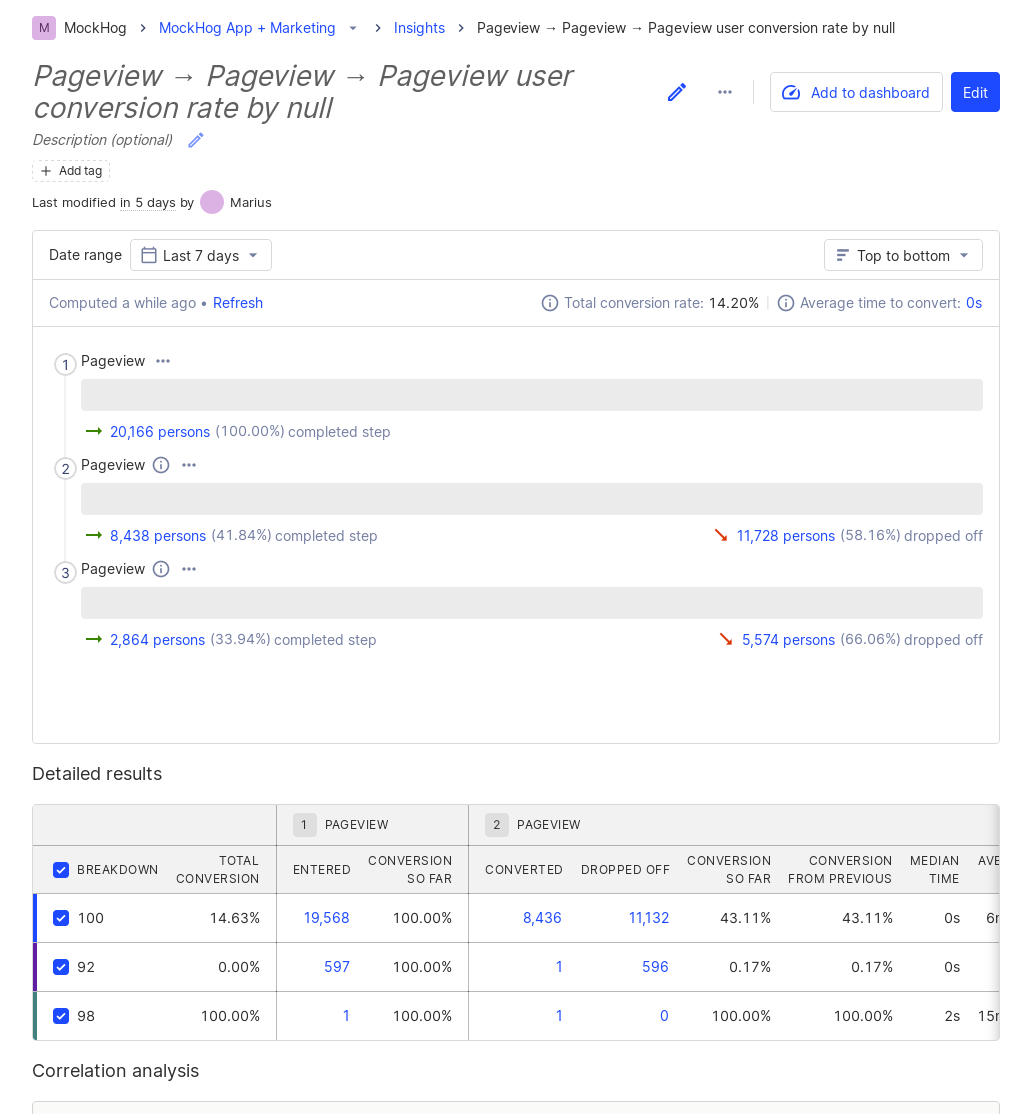 M MockHog > MockHog App + Marketing > Insights > Pageview → Pageview → Pageview user conversion rate by null
Pageview → Pageview → Pageview user
conversion rate by null
Add to dashboard
Edit
Description (optional)
+ Add tag
Last modified in 5 days by Marius
Date range Last 7 days Top to bottom
Computed a while ago • Refresh Total conversion rate: 14.20% Average time to convert: 0s
1 Pageview
→ 20,166 persons (100.00%) completed step
2 Pageview
→ 8,438 persons (41.84%) completed step 11,728 persons (58.16%) dropped off
3 Pageview
→ 2,864 persons (33.94%) completed step 5,574 persons (66.06%) dropped off
Detailed results
1 PAGEVIEW 2 PAGEVIEW
TOTAL CONVERSION CONVERSION CONVERSION MEDIAN
BREAKDOWN ENTERED CONVERTED DROPPED OFF
CONVERSION SO FAR SO FAR FROM PREVIOUS TIME
100 14.63% 19,568 100.00% 8,436 11,132 43.11% 43.11% 0s
92 0.00% 597 100.00% 1 596 0.17% 0.17% 0s
98 100.00% 1 100.00% 1 0 100.00% 100.00% 2s
Correlation analysis